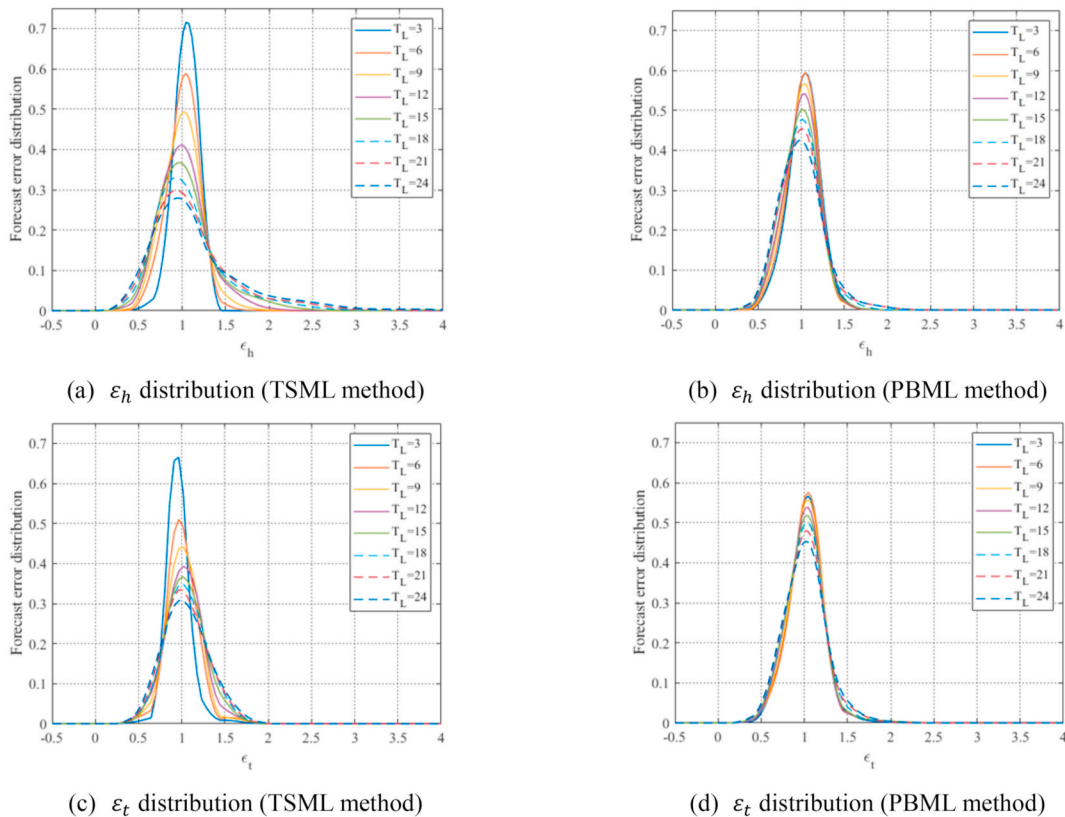 Forecast error distribution
0.7
0.6
0.5
0.4
0.3
0.2
0.1
0
-0.5 0 0.5 1 1.5 2 2.5 3 3.5 4
ϵ_h
T_L=3
T_L=6
T_L=9
T_L=12
T_L=15
T_L=18
T_L=21
T_L=24
(a) ε_h distribution (TSML method)
Forecast error distribution
0.7
0.6
0.5
0.4
0.3
0.2
0.1
0
-0.5 0 0.5 1 1.5 2 2.5 3 3.5 4
ϵ_h
T_L=3
T_L=6
T_L=9
T_L=12
T_L=15
T_L=18
T_L=21
T_L=24
(b) ε_h distribution (PBML method)
Forecast error distribution
0.7
0.6
0.5
0.4
0.3
0.2
0.1
0
-0.5 0 0.5 1 1.5 2 2.5 3 3.5 4
ϵ_t
T_L=3
T_L=6
T_L=9
T_L=12
T_L=15
T_L=18
T_L=21
T_L=24
(c) ε_t distribution (TSML method)
Forecast error distribution
0.7
0.6
0.5
0.4
0.3
0.2
0.1
0
-0.5 0 0.5 1 1.5 2 2.5 3 3.5 4
ϵ_t
T_L=3
T_L=6
T_L=9
T_L=12
T_L=15
T_L=18
T_L=21
T_L=24
(d) ε_t distribution (PBML method)